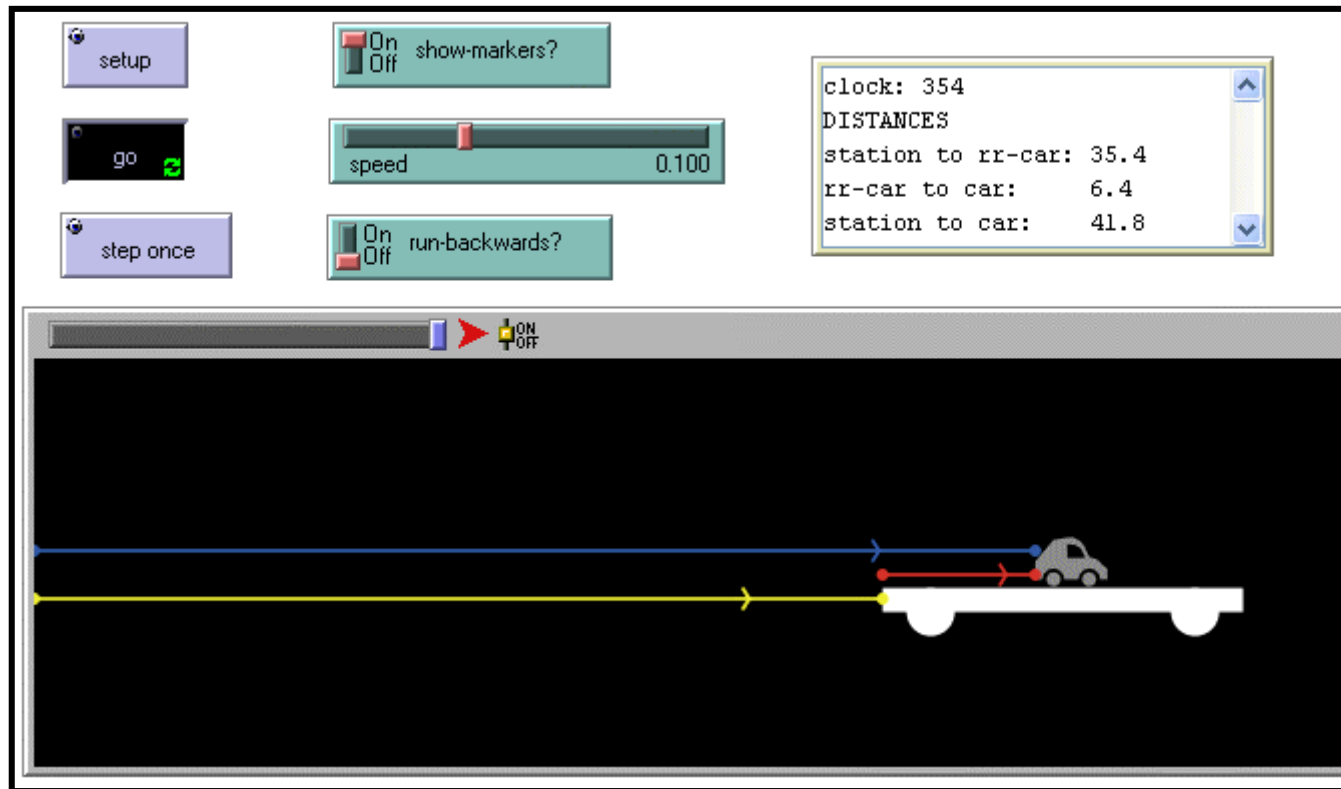 setup
On
Off
show-markers?
clock: 354
DISTANCES
station to rr-car: 35.4
rr-car to car: 6.4
station to car: 41.8
go
speed 0.100
step once
On
Off
run-backwards?
ON
OFF